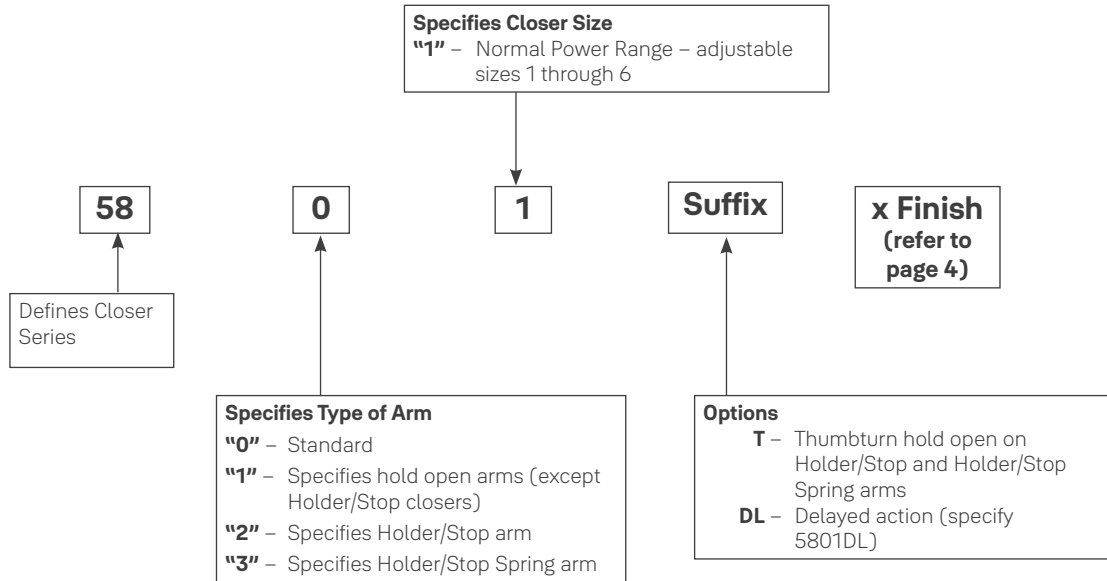 Specifies Closer Size
“1” – Normal Power Range – adjustable
sizes 1 through 6
58
0
1
Suffix
x Finish
(refer to
page 4)
Defines Closer
Series
Specifies Type of Arm
“0” – Standard
“1” – Specifies hold open arms (except
Holder/Stop closers)
“2” – Specifies Holder/Stop arm
“3” – Specifies Holder/Stop Spring arm
Options
T – Thumbturn hold open on
Holder/Stop and Holder/Stop
Spring arms
DL – Delayed action (specify
5801DL)